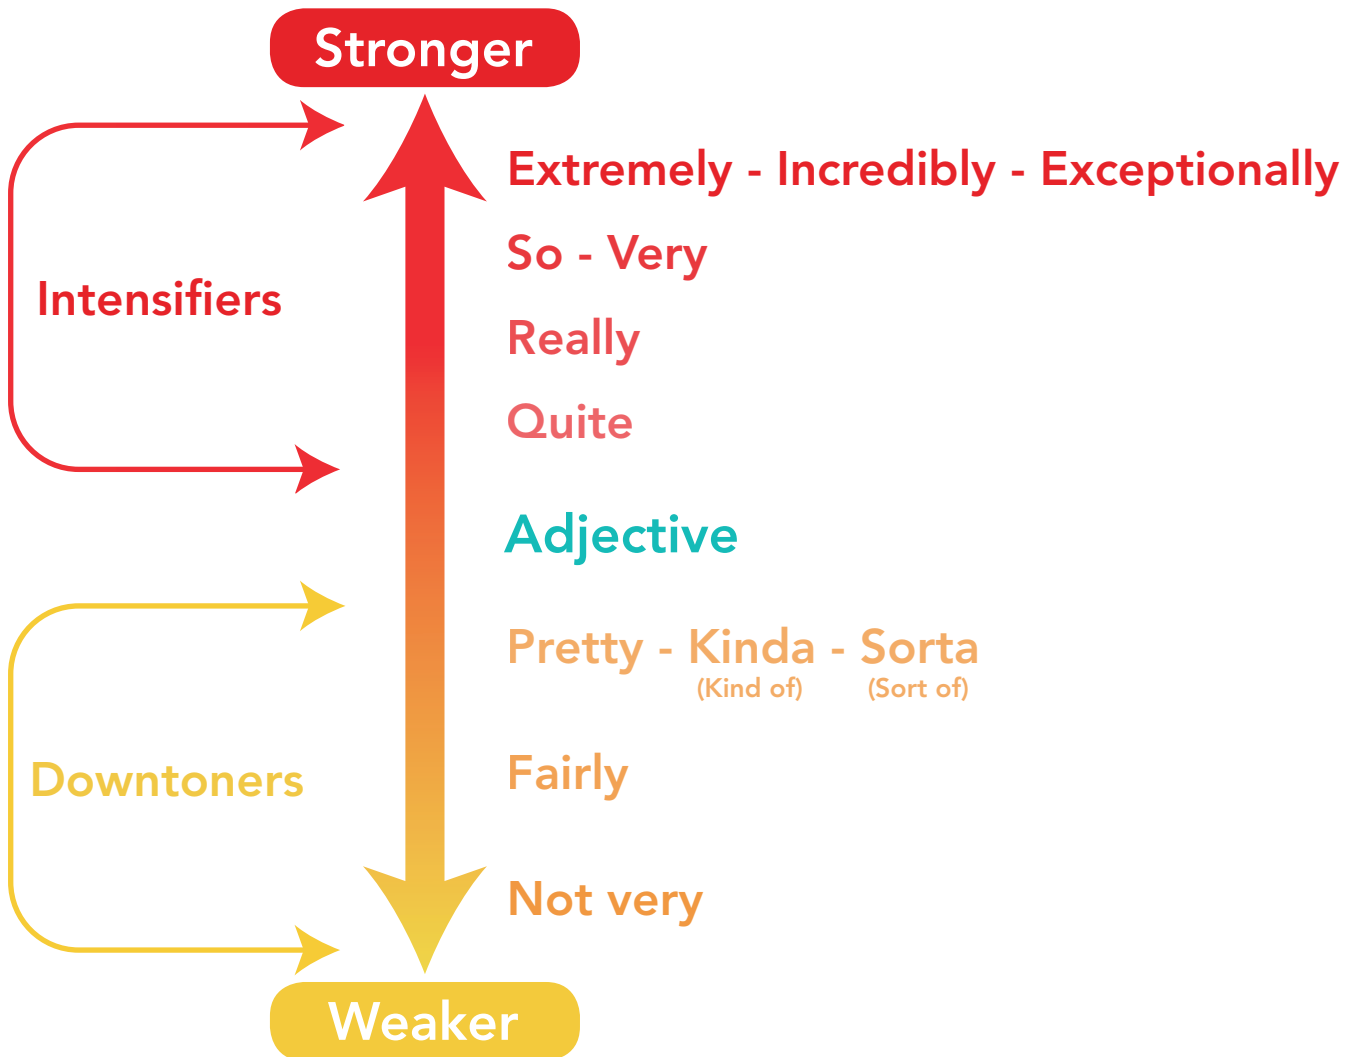 Stronger
Extremely - Incredibly - Exceptionally
So - Very
Intensifiers
Really
Quite
Adjective
Pretty - Kinda - Sorta
(Kind of) (Sort of)
Downtoners
Fairly
Not very
Weaker